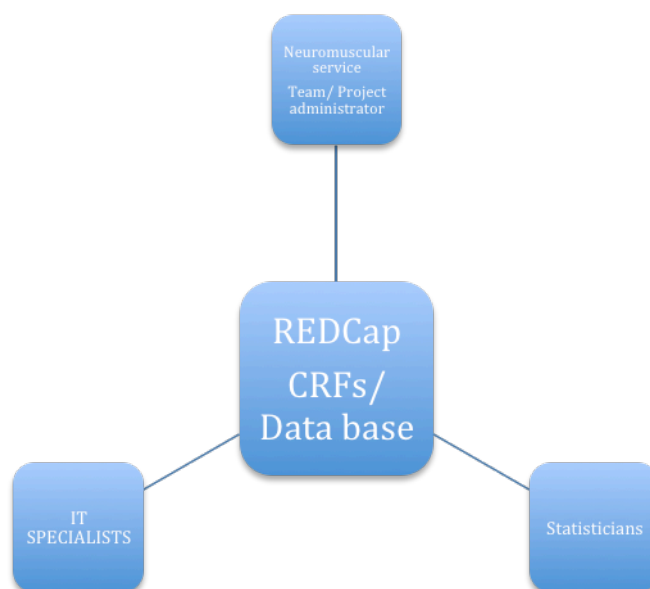 Neuromuscular
service
Team/ Project
administrator
REDCap
CRFs/
Data base
IT
SPECIALISTS
Statisticians